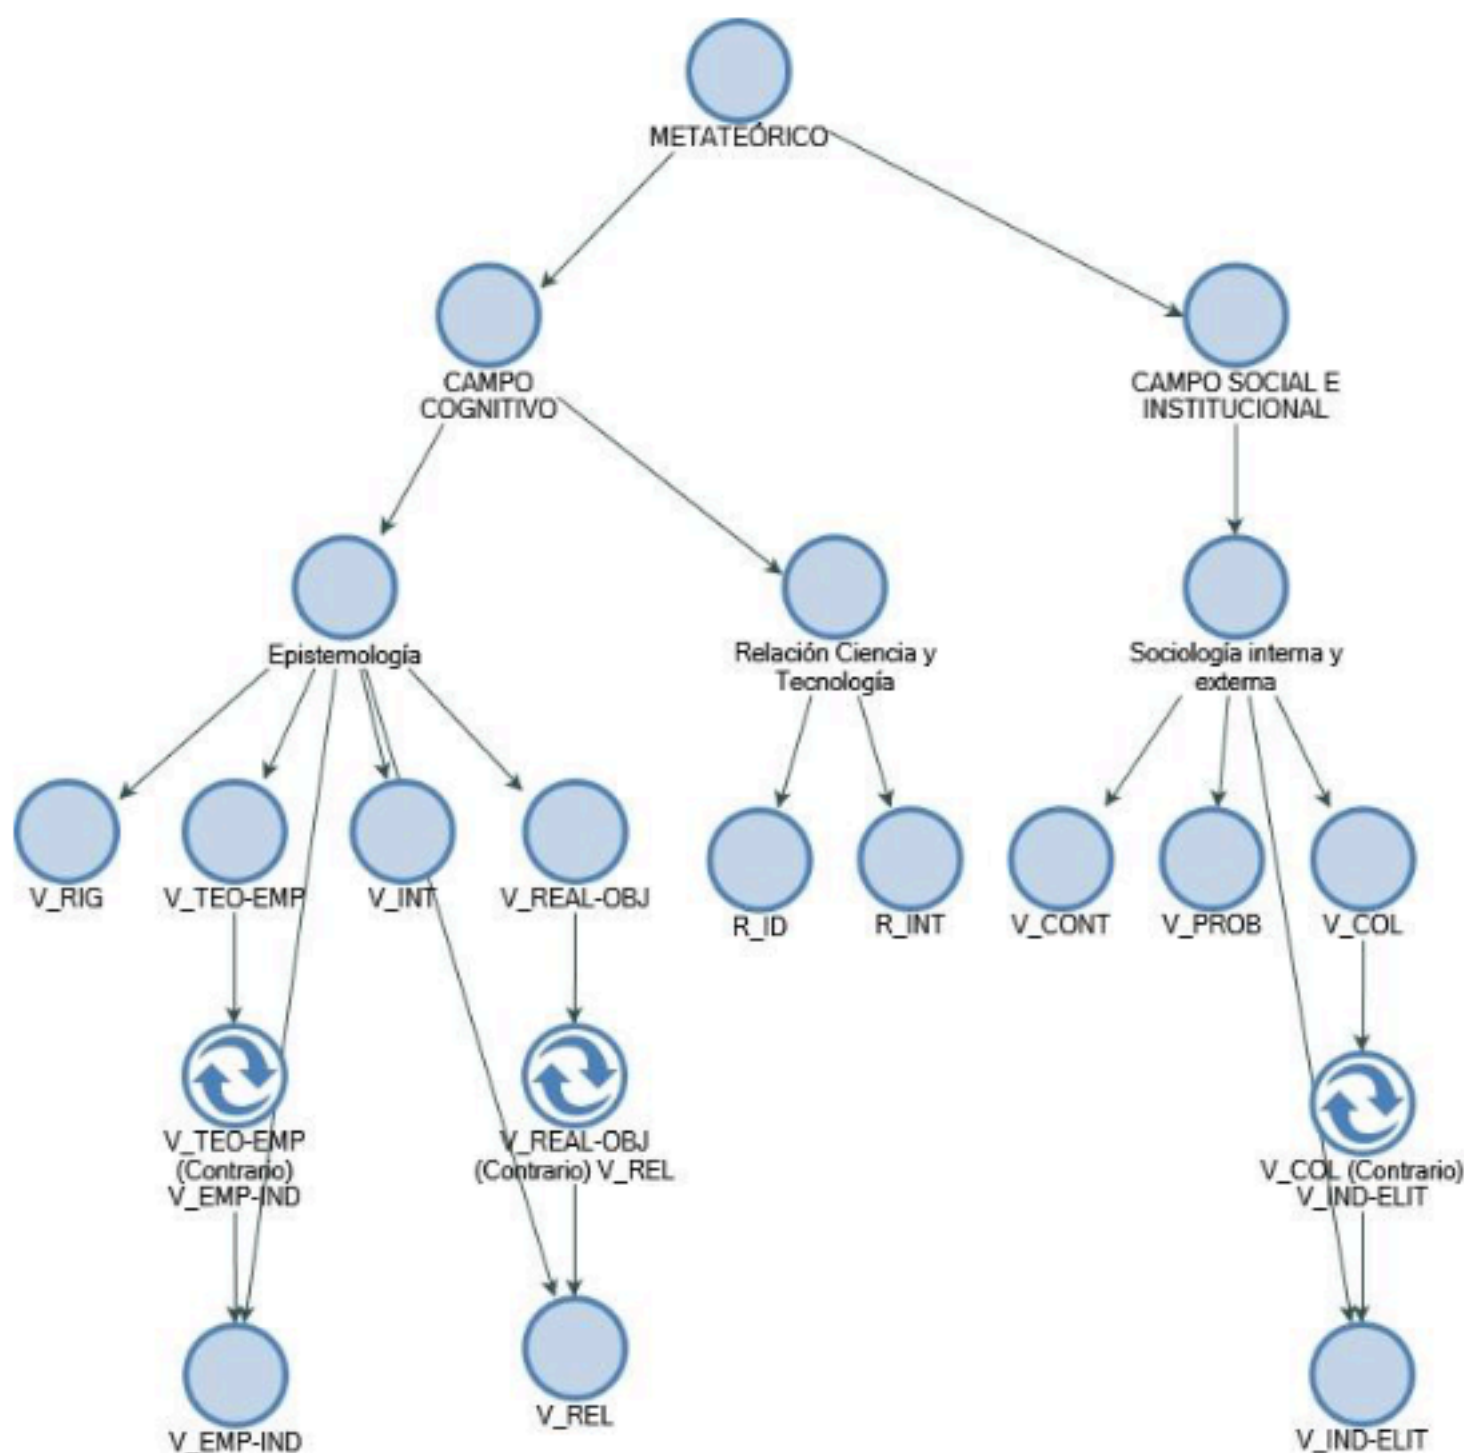 METATEÓRICO
CAMPO
COGNITIVO
CAMPO SOCIAL E
INSTITUCIONAL
Epistemología
Relación Ciencia y
Tecnología
Sociología interna y
externa
V_RIG
V_TEO-EMP
V_INT
V_REAL-OBJ
R_ID
R_INT
V_CONT
V_PROB
V_COL
V_TEO-EMP
(Contrario)
V_EMP-IND
V_REAL-OBJ
(Contrario) V_REL
V_COL (Contrario)
V_IND-ELIT
V_EMP-IND
V_REL
V_IND-ELIT